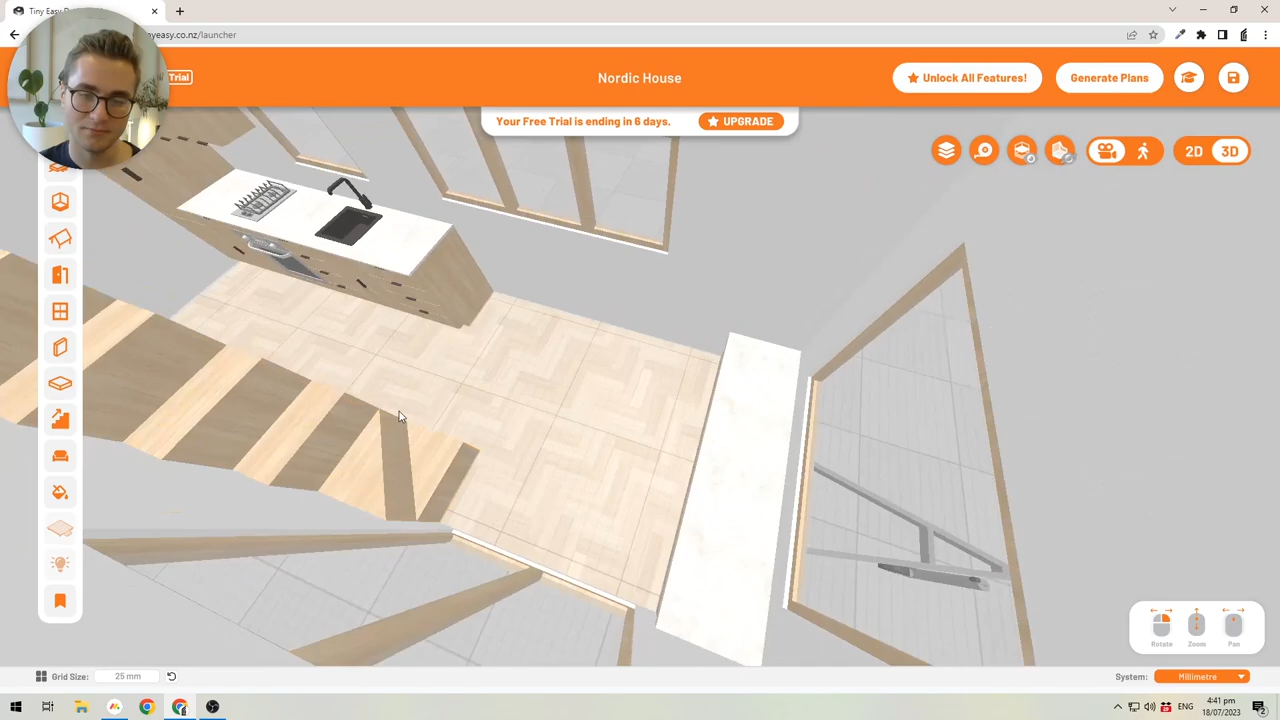 Tiny Easy
yeasy.co.nz/launcher
Trial
Nordic House
Unlock All Features!
Generate Plans
Your Free Trial is ending in 6 days.
UPGRADE
2D
3D
Rotate
Zoom
Pan
Grid Size:
25 mm
System:
Millimetre
ENG
4:41 pm
18/07/2023
2